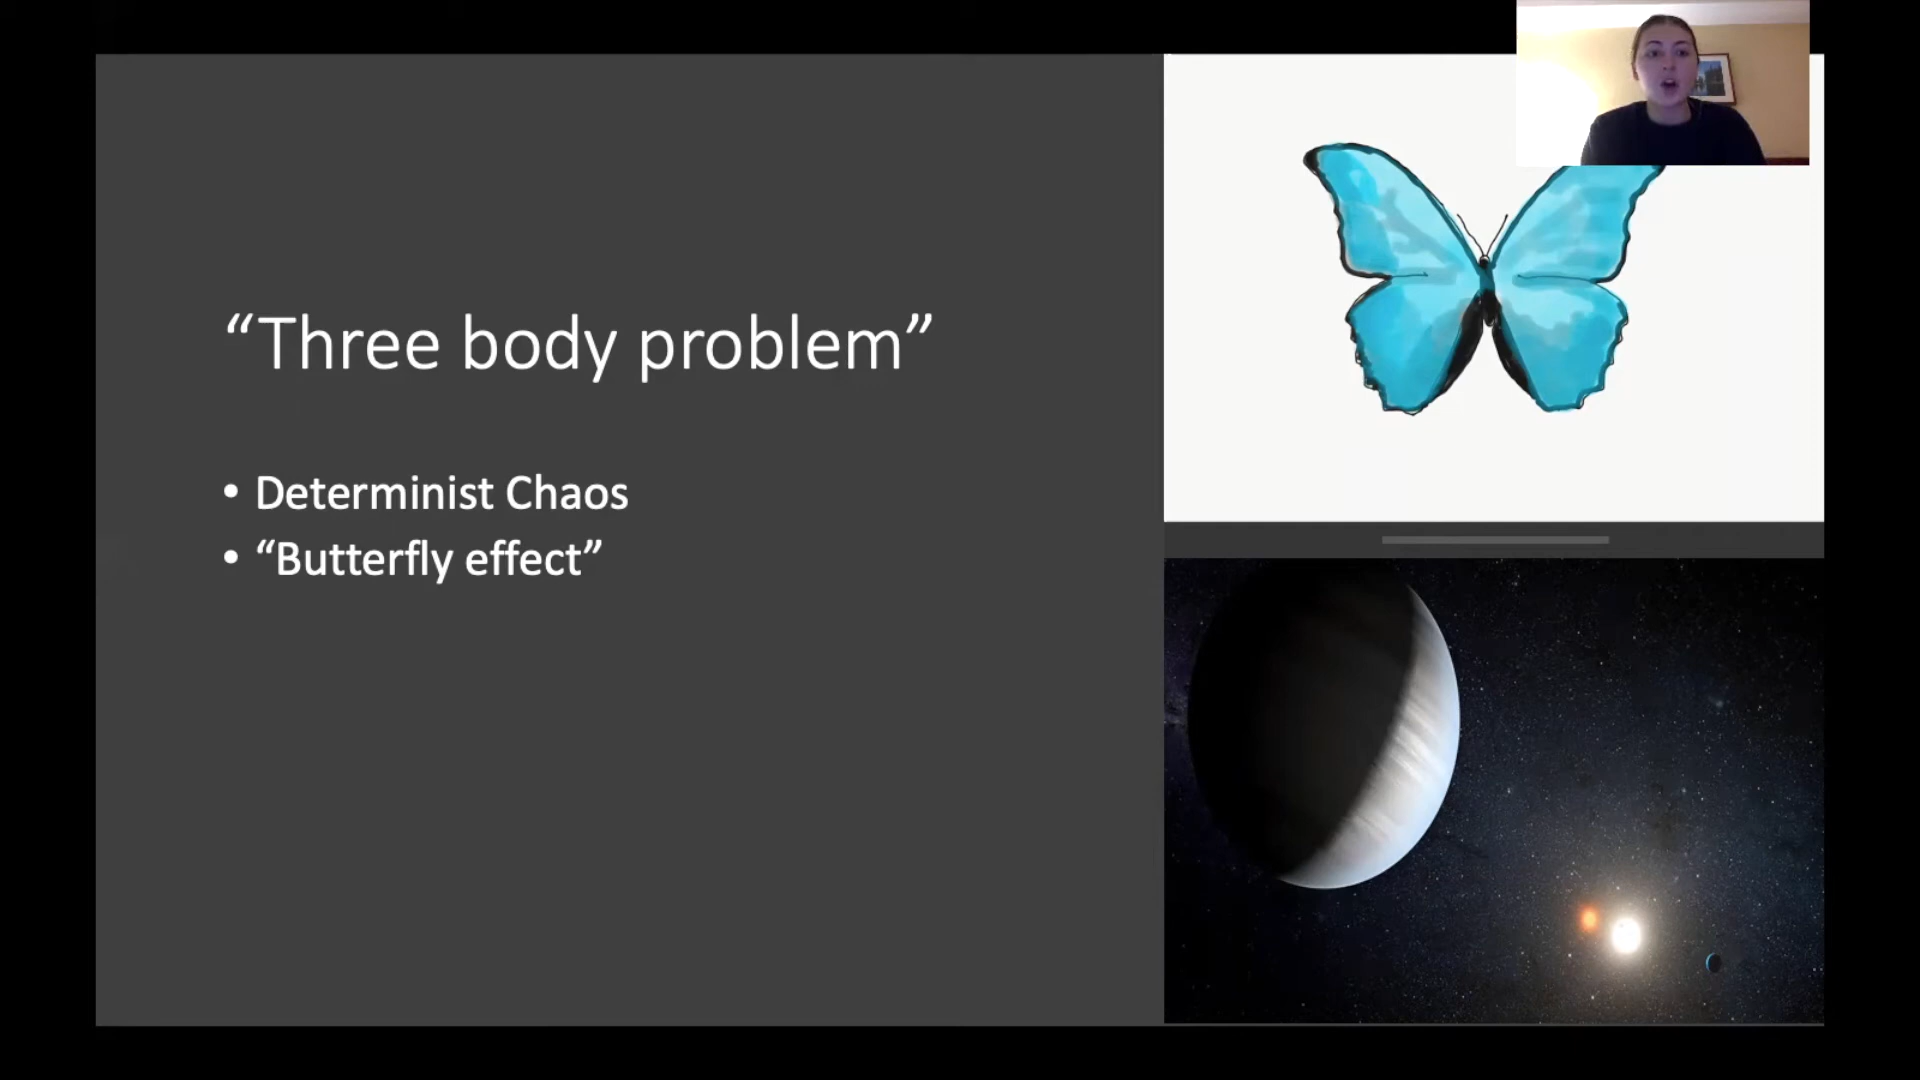 “Three body problem”
• Determinist Chaos
• “Butterfly effect”